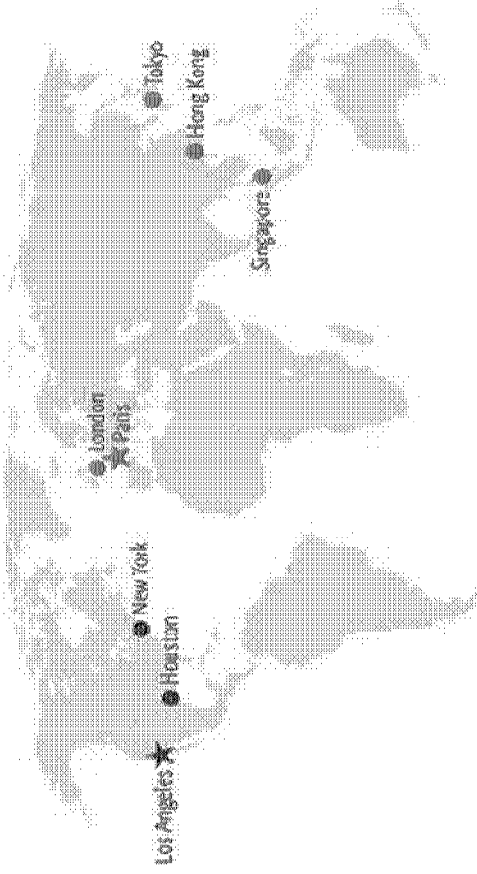 Los Angeles
Houston
New York
London
Paris
Singapore
Hong Kong
Tokyo